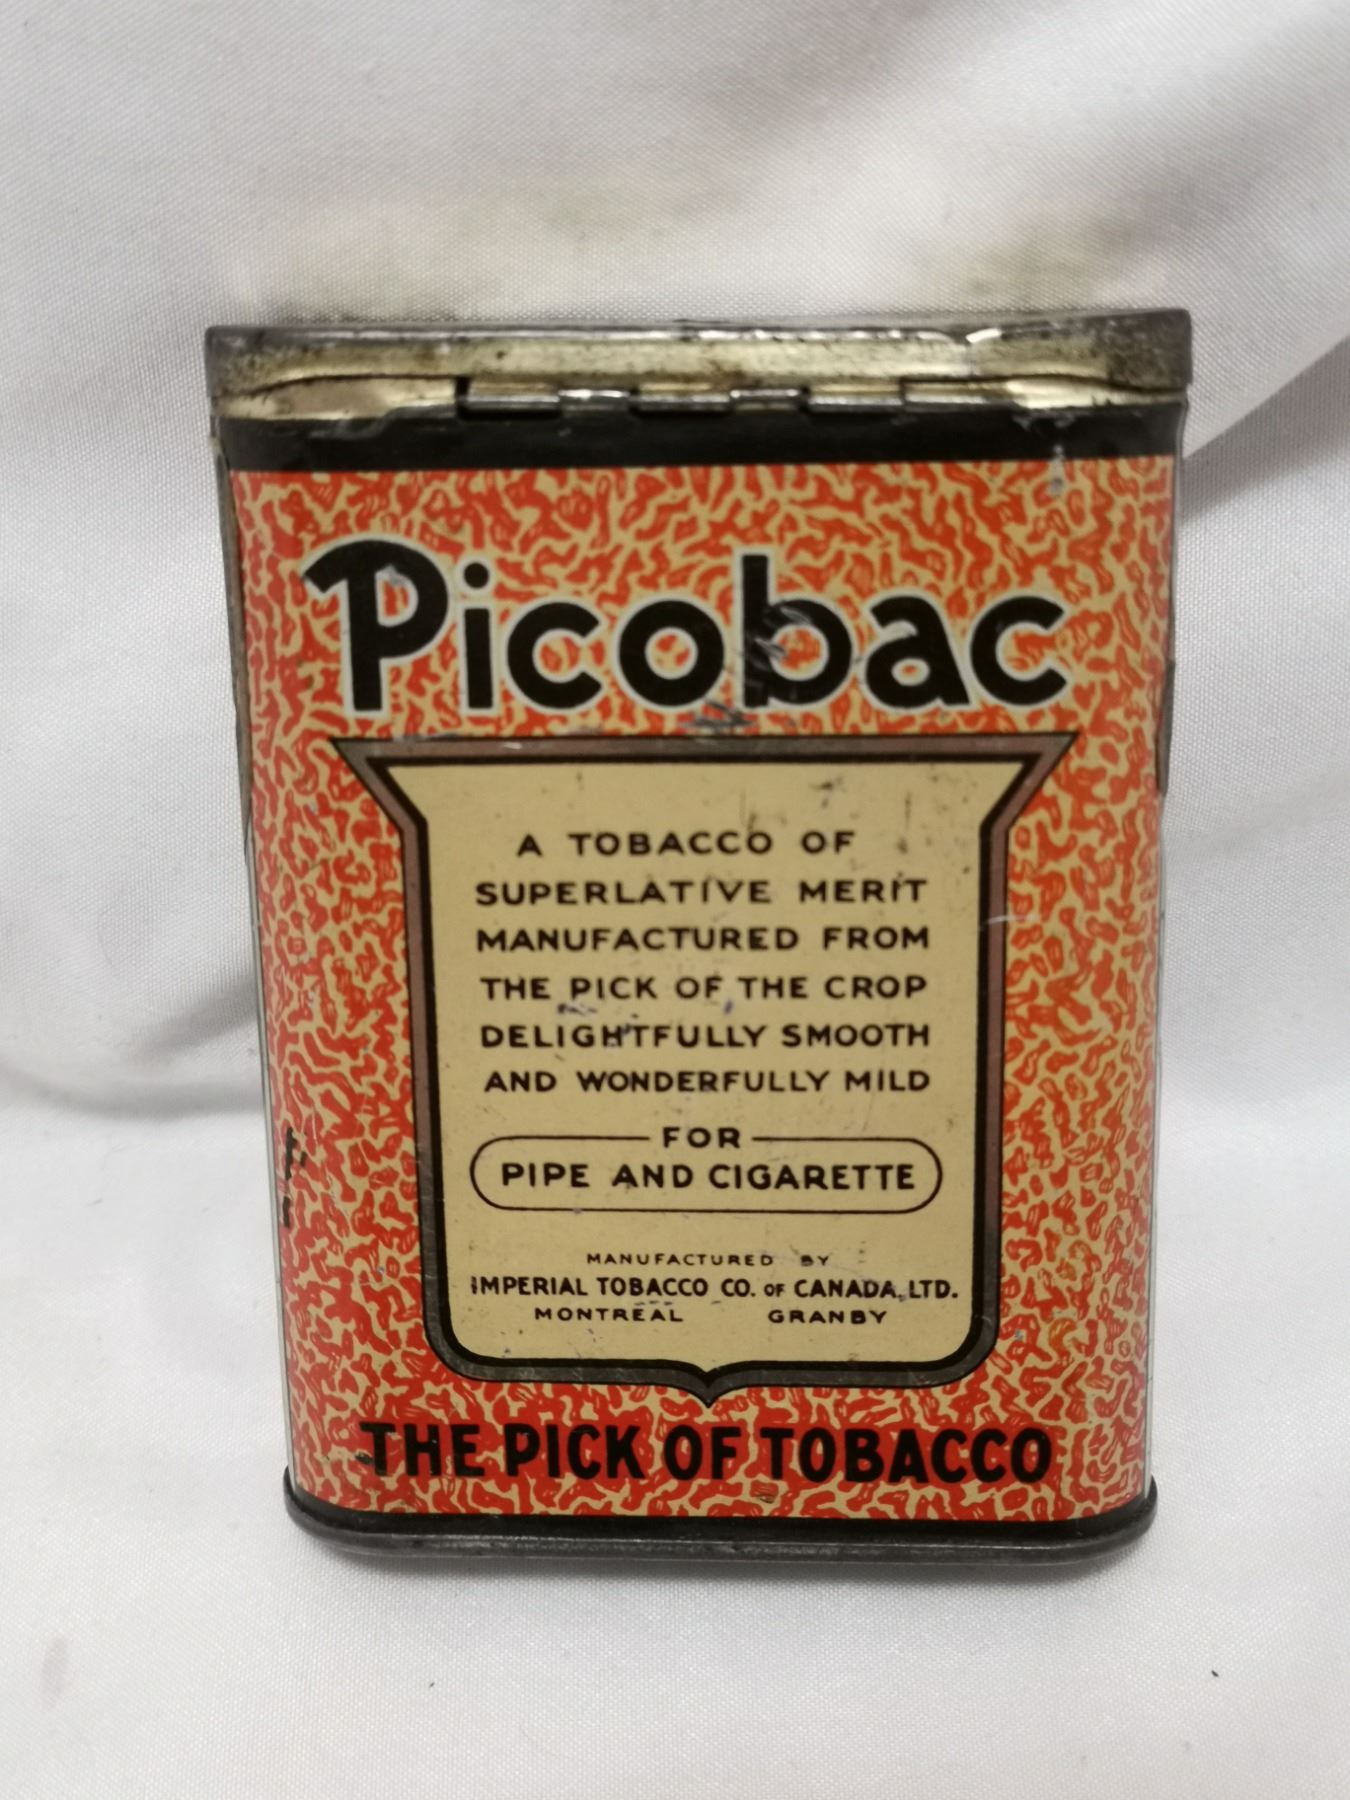 Picobac
A TOBACCO OF
SUPERLATIVE MERIT
MANUFACTURED FROM
THE PICK OF THE CROP
DELIGHTFULLY SMOOTH
AND WONDERFULLY MILD
FOR
PIPE AND CIGARETTE
MANUFACTURED BY
IMPERIAL TOBACCO CO. OF CANADA, LTD.
MONTREAL GRANBY
THE PICK OF TOBACCO